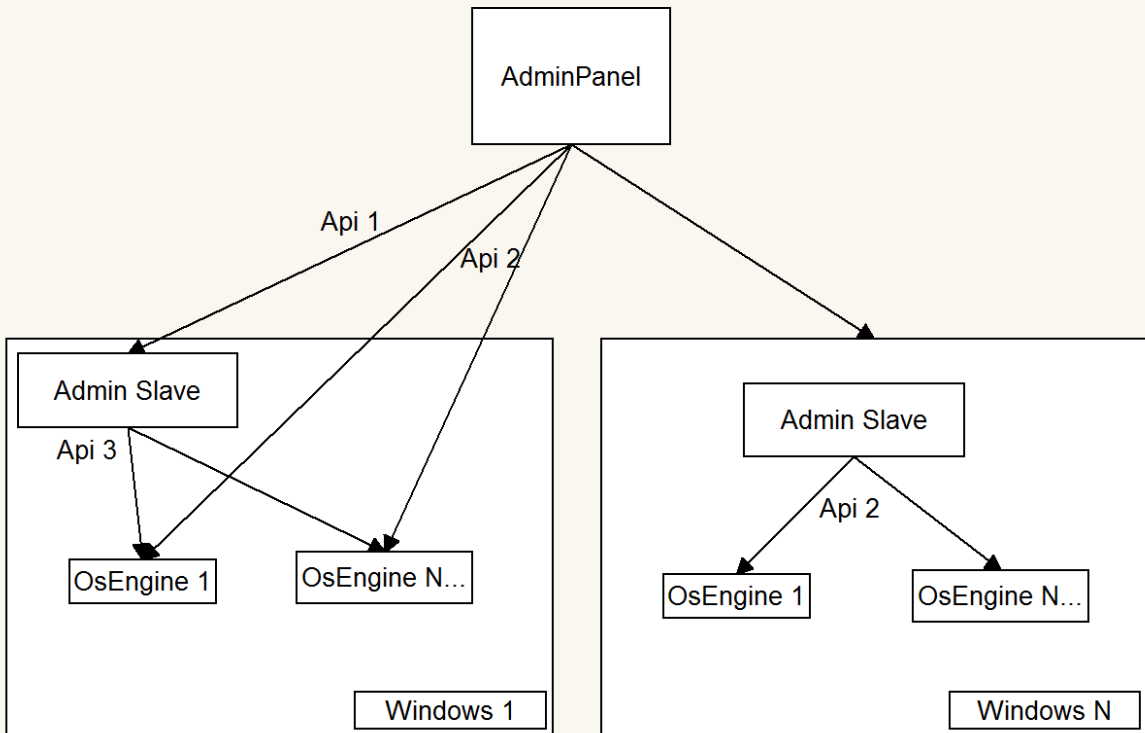 AdminPanel
Api 1
Api 2
Admin Slave
Api 3
OsEngine 1
OsEngine N...
Windows 1
Admin Slave
Api 2
OsEngine 1
OsEngine N...
Windows N